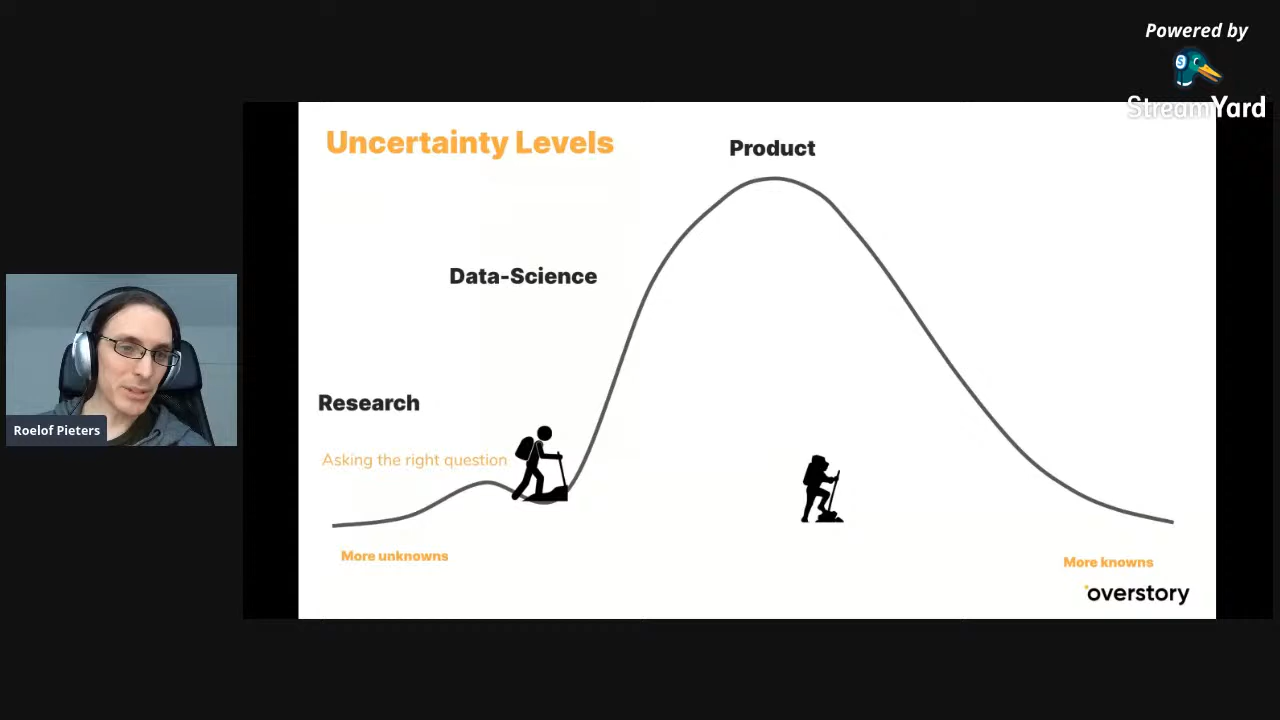 Powered by
StreamYard
Uncertainty Levels
Product
Data-Science
Research
Asking the right question
Roelof Pieters
More unknowns
More knowns
overstory